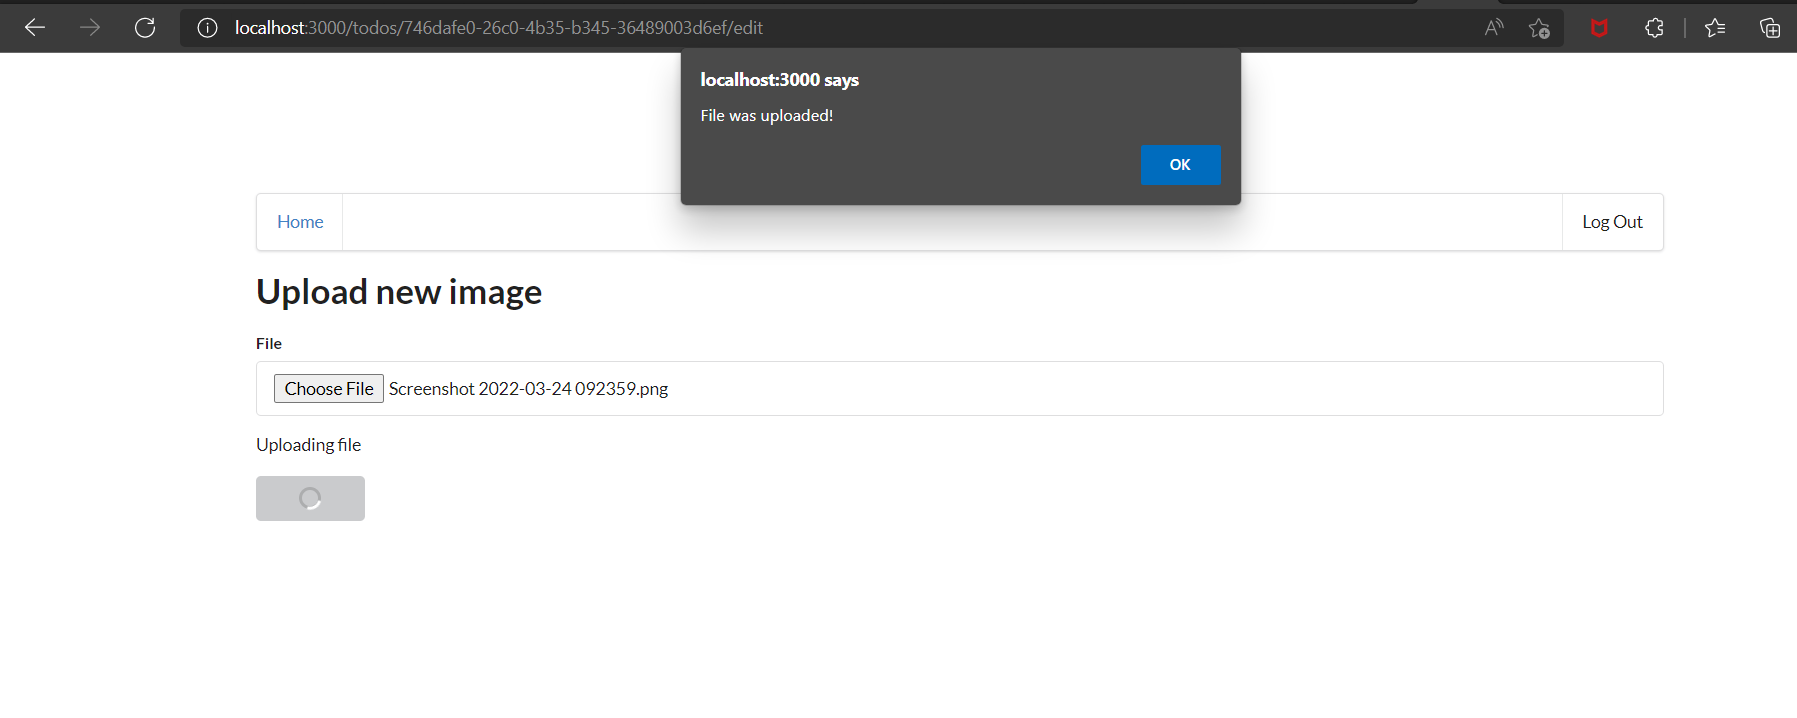 localhost:3000/todos/746dafe0-26c0-4b35-b345-36489003d6ef/edit
localhost:3000 says
File was uploaded!
OK
Home
Log Out
Upload new image
File
Choose File Screenshot 2022-03-24 092359.png
Uploading file